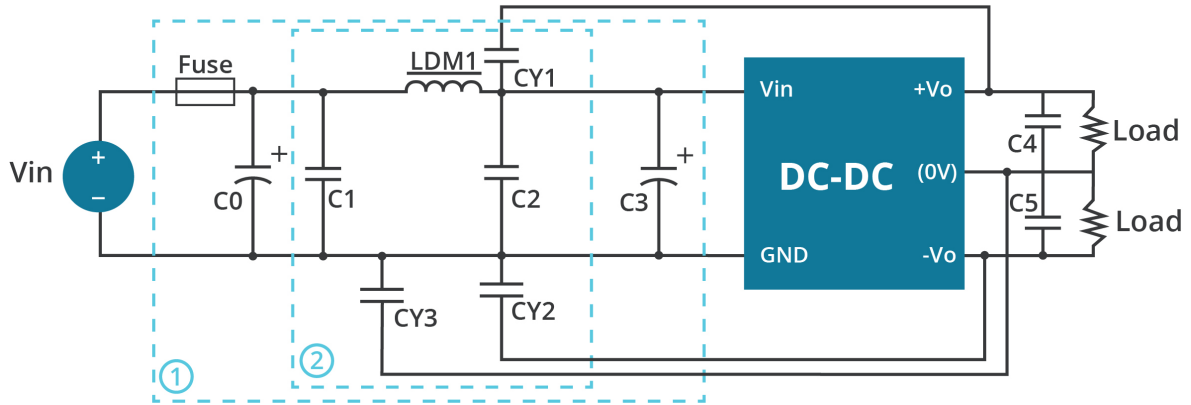 Fuse
LDM1
CY1
Vin
+
−
+
C0
C1
C2
+
C3
CY3
CY2
1
2
Vin
+Vo
DC-DC
(0V)
GND
-Vo
C4
Load
C5
Load